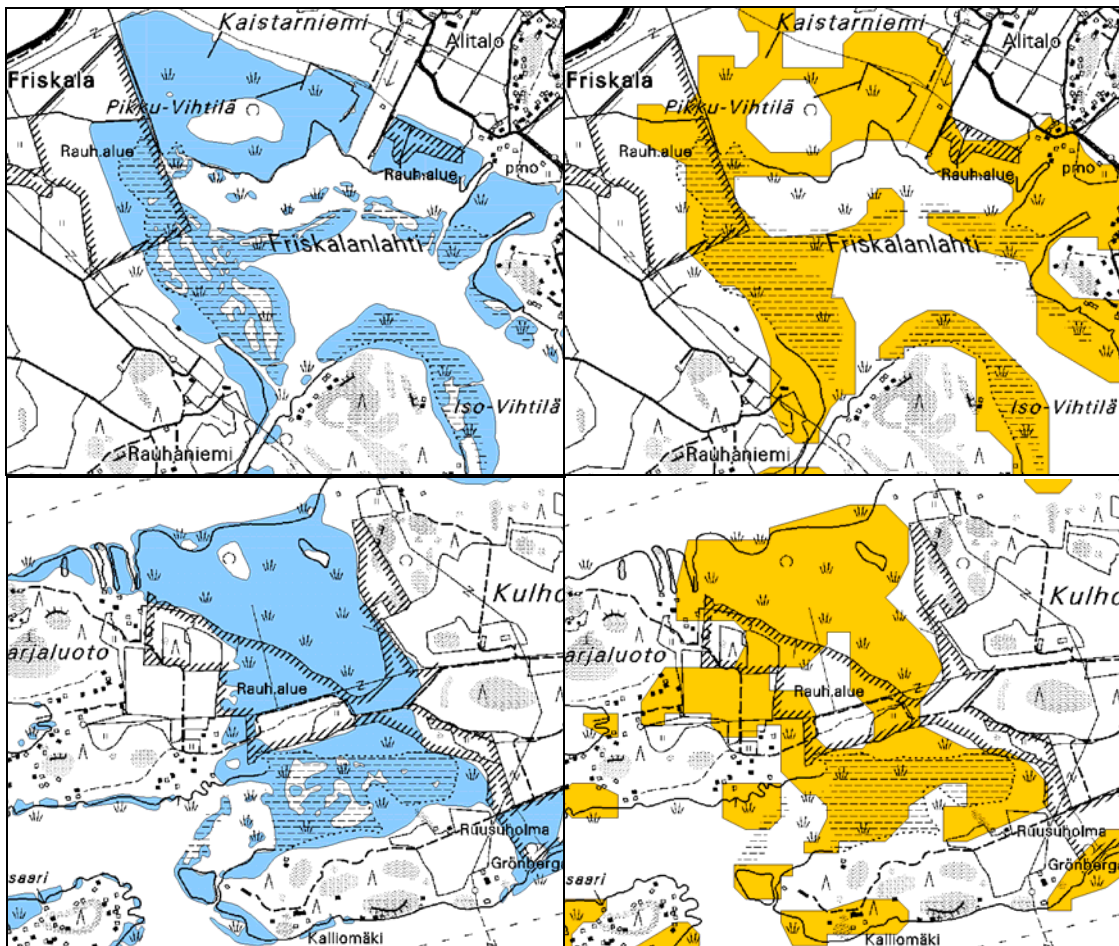 Kaistarniemi
Alitalo
Friskala
Pikku-Vihtilä
Rauh.alue
Rauh.alue
pmo
Friskalanlahti
Iso-Vihtilä
Rauhaniemi
Kaistarniemi
Alitalo
Friskala
Pikku-Vihtilä
Rauh.alue
Rauh.alue
pmo
Friskalanlahti
Iso-Vihtilä
Rauhaniemi
Kulho
arjaluoto
Rauh.alue
Ruusuholma
Grönberg
saari
Kalliomäki
Kulho
arjaluoto
Rauh.alue
Ruusuholma
Grönberg
saari
Kalliomäki